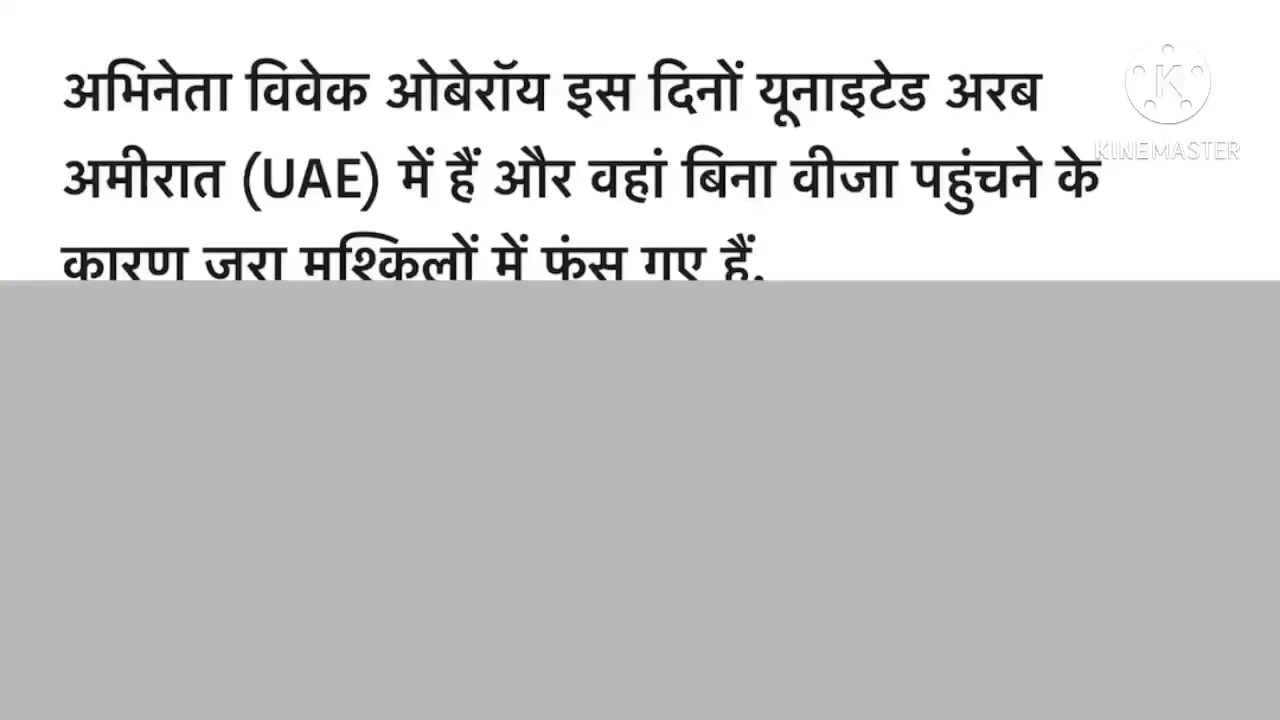 अभिनेता विवेक ओबेरॉय इस दिनों यूनाइटेड अरब
अमीरात (UAE) में हैं और वहां बिना वीजा पहुंचने के
कारण जरा मुश्किलों में फंस गए हैं.
K
KINEMASTER